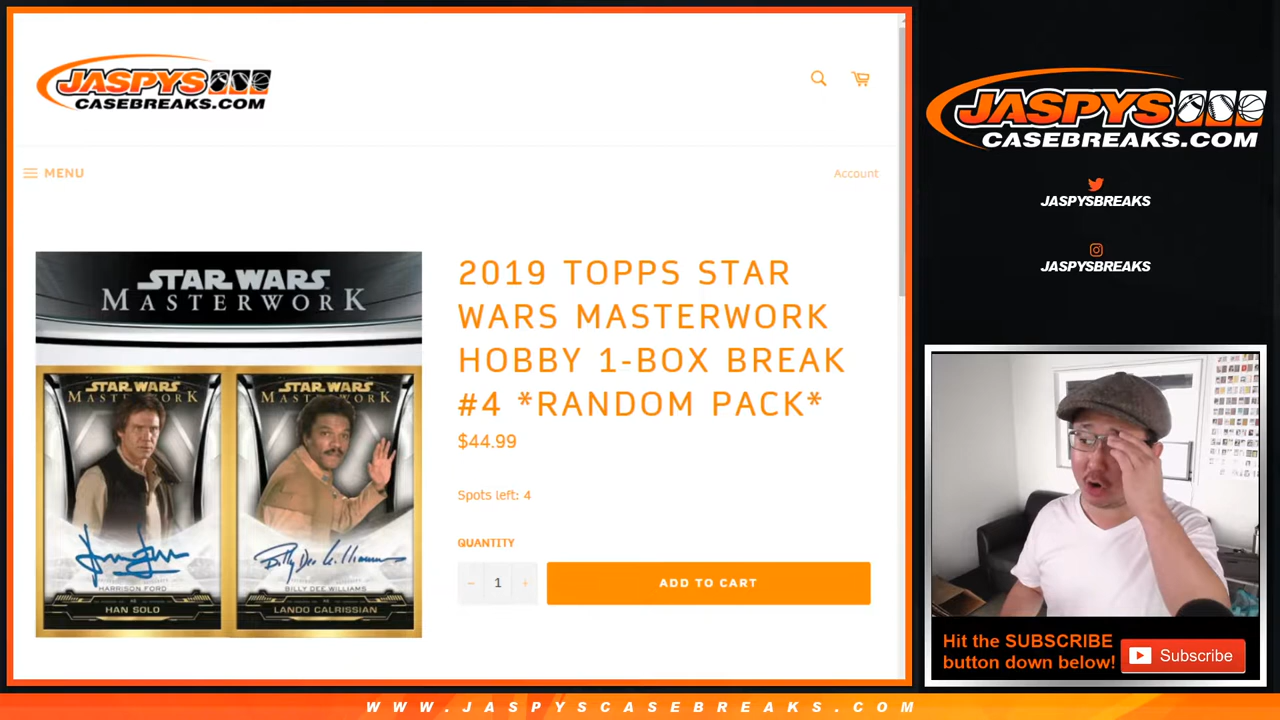 JASPYS
CASEBREAKS.COM
MENU
Account
STAR WARS
MASTERWORK
STAR WARS
MASTERWORK
HARRISON FORD
HAN SOLO
STAR WARS
MASTERWORK
BILLY DEE WILLIAMS
LANDO CALRISSIAN
2019 TOPPS STAR
WARS MASTERWORK
HOBBY 1-BOX BREAK
#4 *RANDOM PACK*
$44.99
Spots left: 4
QUANTITY
− 1 +
ADD TO CART
JASPYS
CASEBREAKS.COM
JASPYSBREAKS
JASPYSBREAKS
Hit the SUBSCRIBE
button down below!
Subscribe
WWW.JASPYSCASEBREAKS.COM